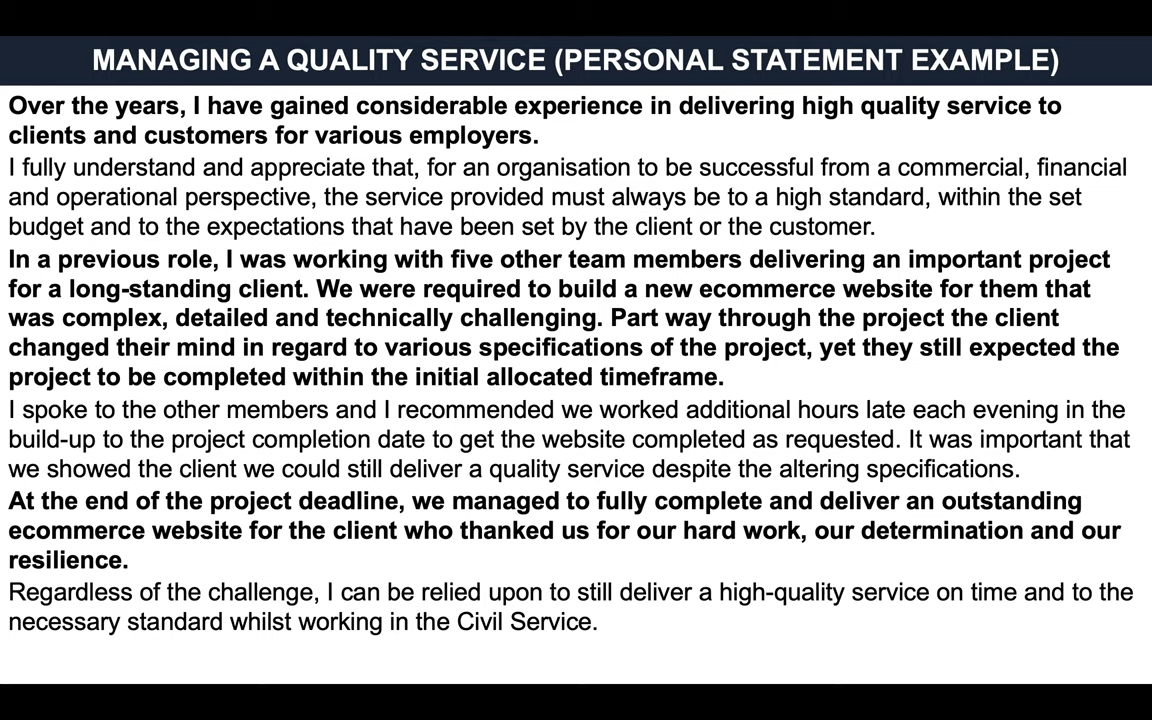 MANAGING A QUALITY SERVICE (PERSONAL STATEMENT EXAMPLE)
Over the years, I have gained considerable experience in delivering high quality service to
clients and customers for various employers.
I fully understand and appreciate that, for an organisation to be successful from a commercial, financial
and operational perspective, the service provided must always be to a high standard, within the set
budget and to the expectations that have been set by the client or the customer.
In a previous role, I was working with five other team members delivering an important project
for a long-standing client. We were required to build a new ecommerce website for them that
was complex, detailed and technically challenging. Part way through the project the client
changed their mind in regard to various specifications of the project, yet they still expected the
project to be completed within the initial allocated timeframe.
I spoke to the other members and I recommended we worked additional hours late each evening in the
build-up to the project completion date to get the website completed as requested. It was important that
we showed the client we could still deliver a quality service despite the altering specifications.
At the end of the project deadline, we managed to fully complete and deliver an outstanding
ecommerce website for the client who thanked us for our hard work, our determination and our
resilience.
Regardless of the challenge, I can be relied upon to still deliver a high-quality service on time and to the
necessary standard whilst working in the Civil Service.